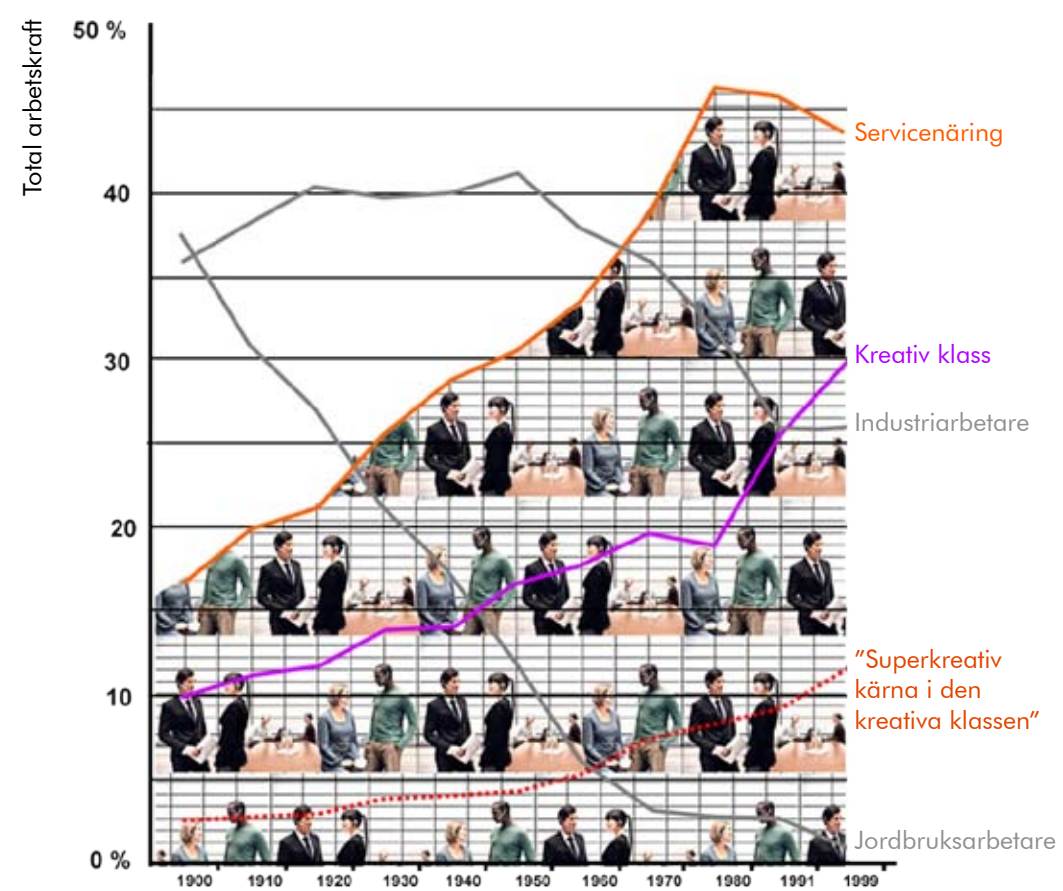 Total arbetskraft
50 %
40
30
20
10
0 %
Servicenäring
Kreativ klass
Industriarbetare
”Superkreativ
kärna i den
kreativa klassen”
Jordbruksarbetare
1900 1910 1920 1930 1940 1950 1960 1970 1980 1991 1999